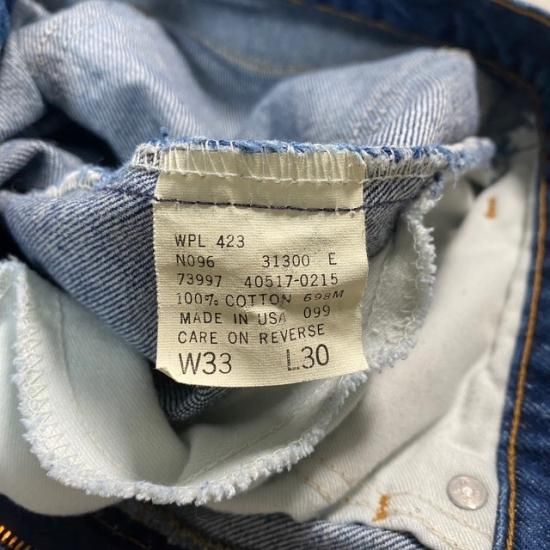 WPL 423
N096 31300 E
73997 40517-0215
100% COTTON 698M
MADE IN USA 099
CARE ON REVERSE
W33 L30